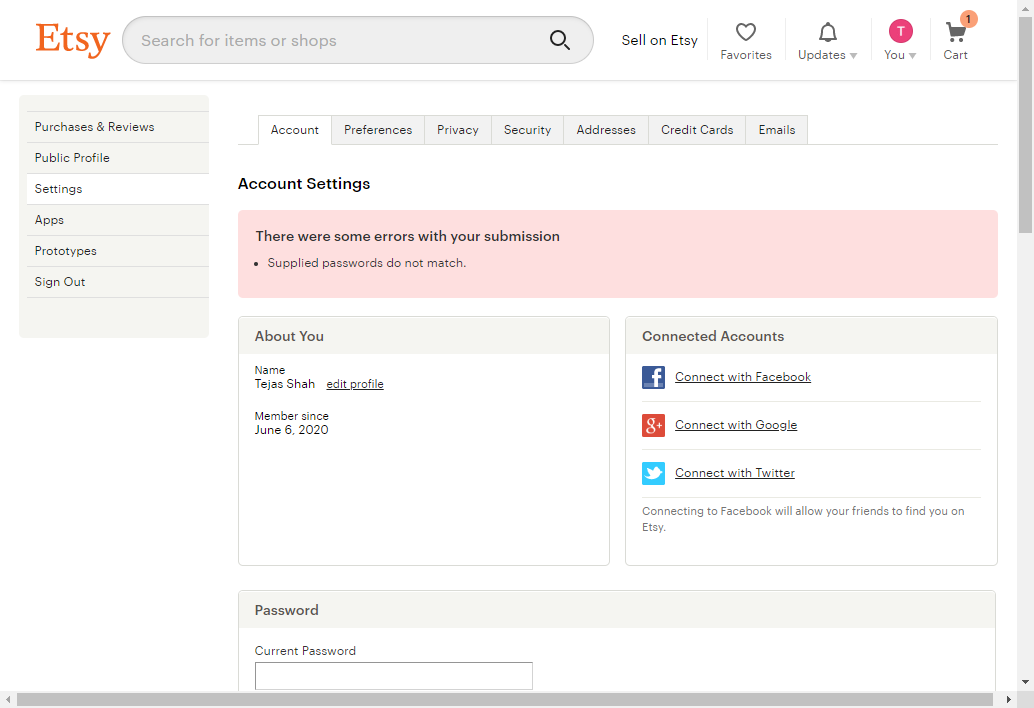 Etsy
Search for items or shops
Sell on Etsy
Favorites
Updates
T
You
1
Cart
Purchases & Reviews
Public Profile
Settings
Apps
Prototypes
Sign Out
Account
Preferences
Privacy
Security
Addresses
Credit Cards
Emails
Account Settings
There were some errors with your submission
Supplied passwords do not match.
About You
Name
Tejas Shah edit profile
Member since
June 6, 2020
Connected Accounts
f
Connect with Facebook
g+
Connect with Google
Connect with Twitter
Connecting to Facebook will allow your friends to find you on
Etsy.
Password
Current Password